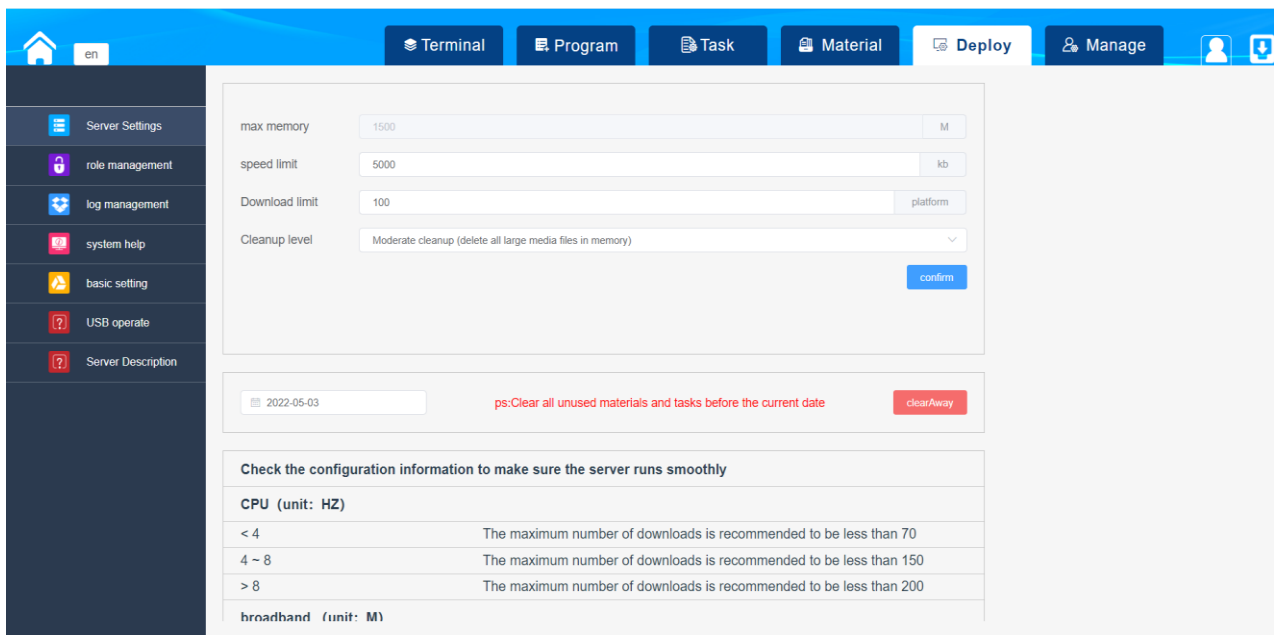 en
Terminal
Program
Task
Material
Deploy
Manage
Server Settings
role management
log management
system help
basic setting
USB operate
Server Description
max memory 1500 M
speed limit 5000 kb
Download limit 100 platform
Cleanup level Moderate cleanup (delete all large media files in memory)
confirm
2022-05-03 ps:Clear all unused materials and tasks before the current date clearAway
Check the configuration information to make sure the server runs smoothly
CPU (unit: HZ)
< 4 The maximum number of downloads is recommended to be less than 70
4 ~ 8 The maximum number of downloads is recommended to be less than 150
> 8 The maximum number of downloads is recommended to be less than 200
broadband (unit: M)